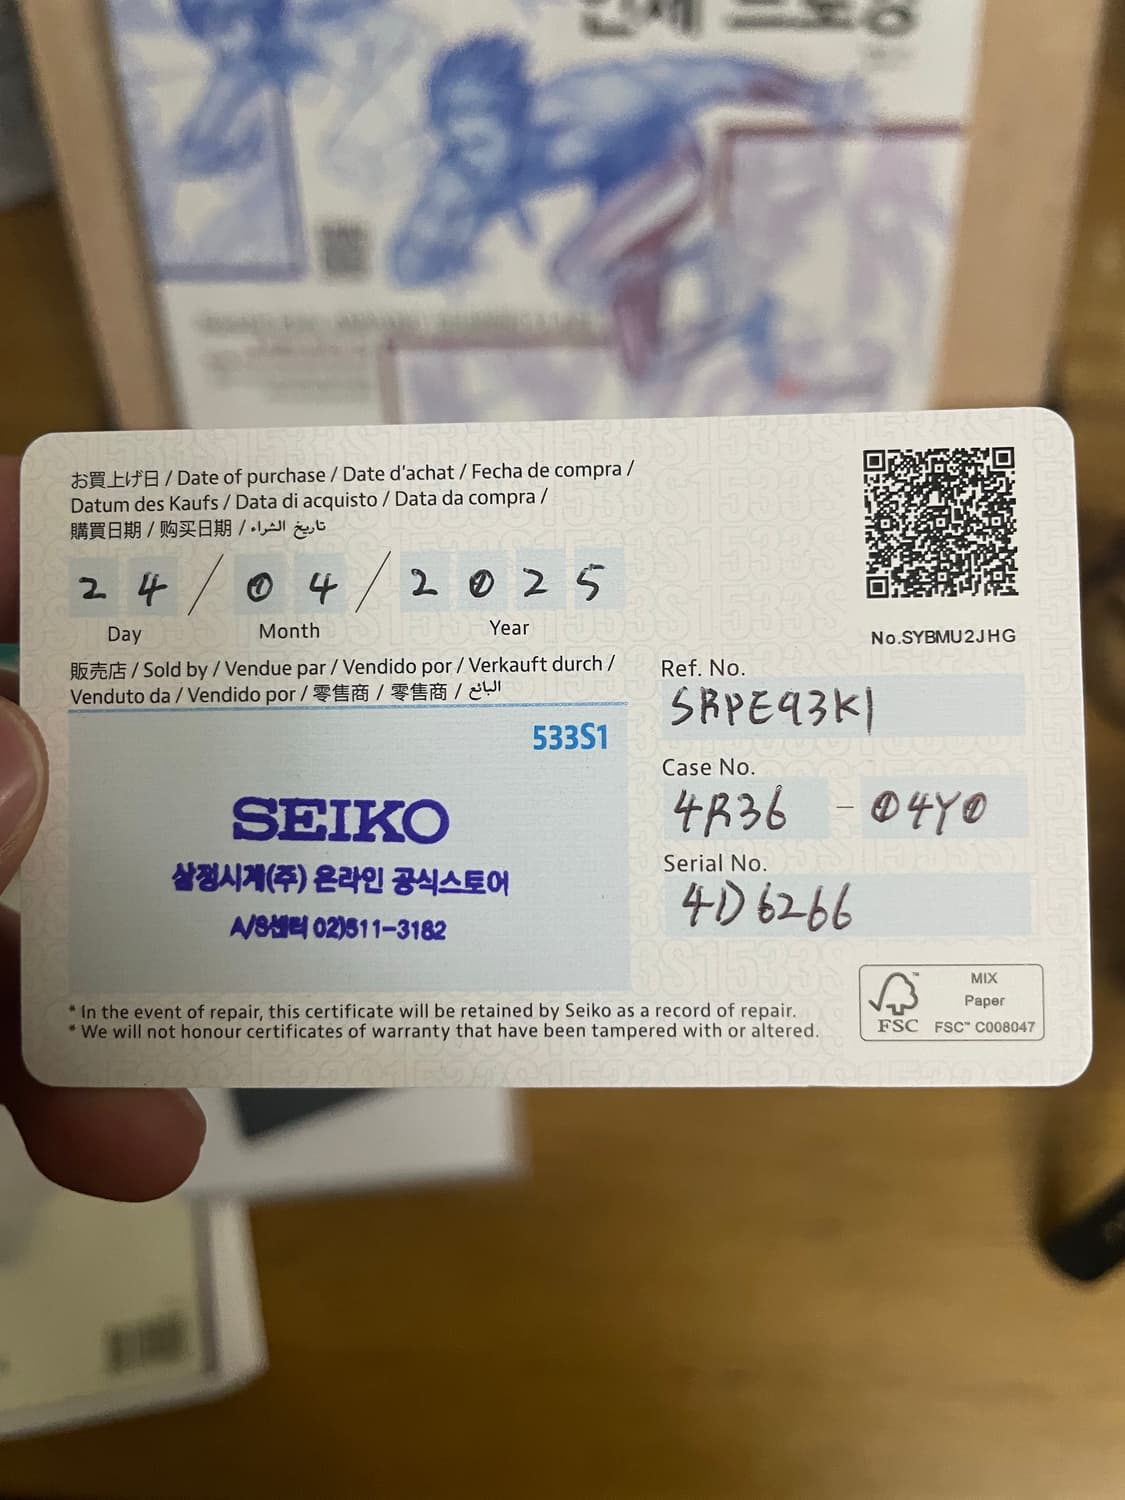 お買上げ日 / Date of purchase / Date d'achat / Fecha de compra /
Datum des Kaufs / Data di acquisto / Data da compra /
購買日期 / 购买日期 / تاريخ الشراء
24 / 04 / 2025
Day Month Year
販売店 / Sold by / Vendue par / Vendido por / Verkauft durch /
Venduto da / Vendido por / 零售商 / 零售商 / البائع
533S1
SEIKO
삼정시계(주) 온라인 공식스토어
A/S센터 02)511-3182
No.SYBMU2JHG
Ref. No.
SRPE93K1
Case No.
4R36 - 04Y0
Serial No.
4D6266
* In the event of repair, this certificate will be retained by Seiko as a record of repair.
* We will not honour certificates of warranty that have been tampered with or altered.
FSC™
MIX
Paper
FSC™ C008047